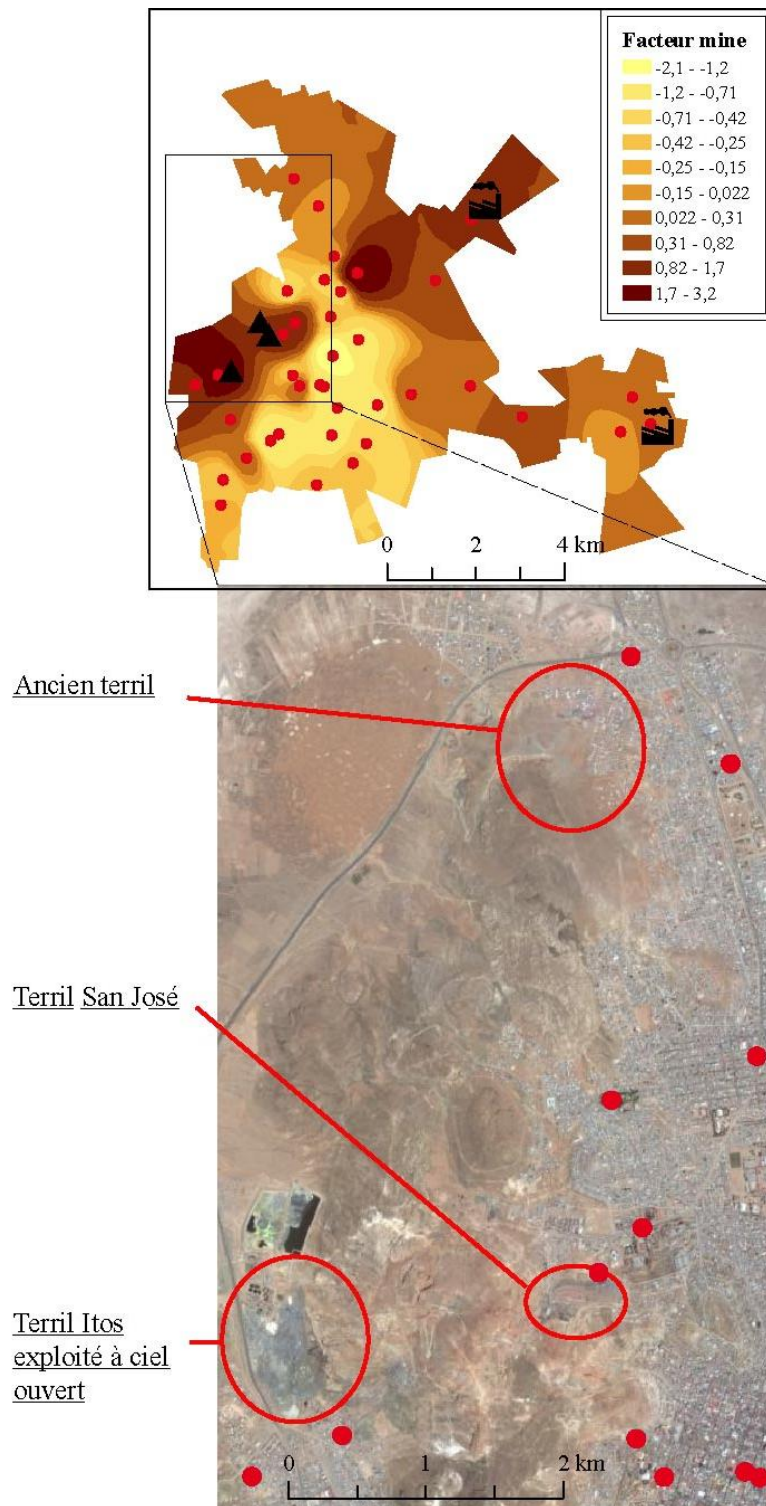 Facteur mine
-2,1 - -1,2
-1,2 - -0,71
-0,71 - -0,42
-0,42 - -0,25
-0,25 - -0,15
-0,15 - 0,022
0,022 - 0,31
0,31 - 0,82
0,82 - 1,7
1,7 - 3,2
0 2 4 km
Ancien terril
Terril San José
Terril Itos
exploité à ciel
ouvert
0 1 2 km